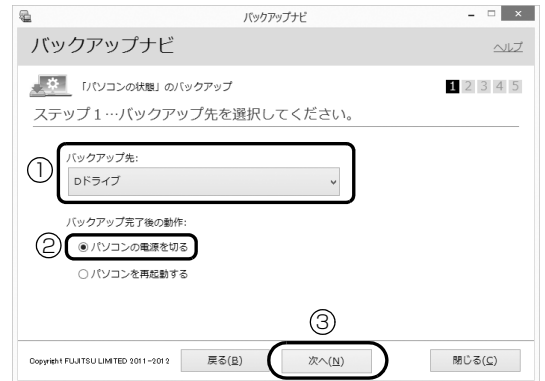 バックアップナビ
バックアップナビ
ヘルプ
「パソコンの状態」のバックアップ
1 2 3 4 5
ステップ1…バックアップ先を選択してください。
① バックアップ先:
Dドライブ
バックアップ完了後の動作:
② パソコンの電源を切る
パソコンを再起動する
③
Copyright FUJITSU LIMITED 2011-2012 戻る(B) 次へ(N) 閉じる(C)